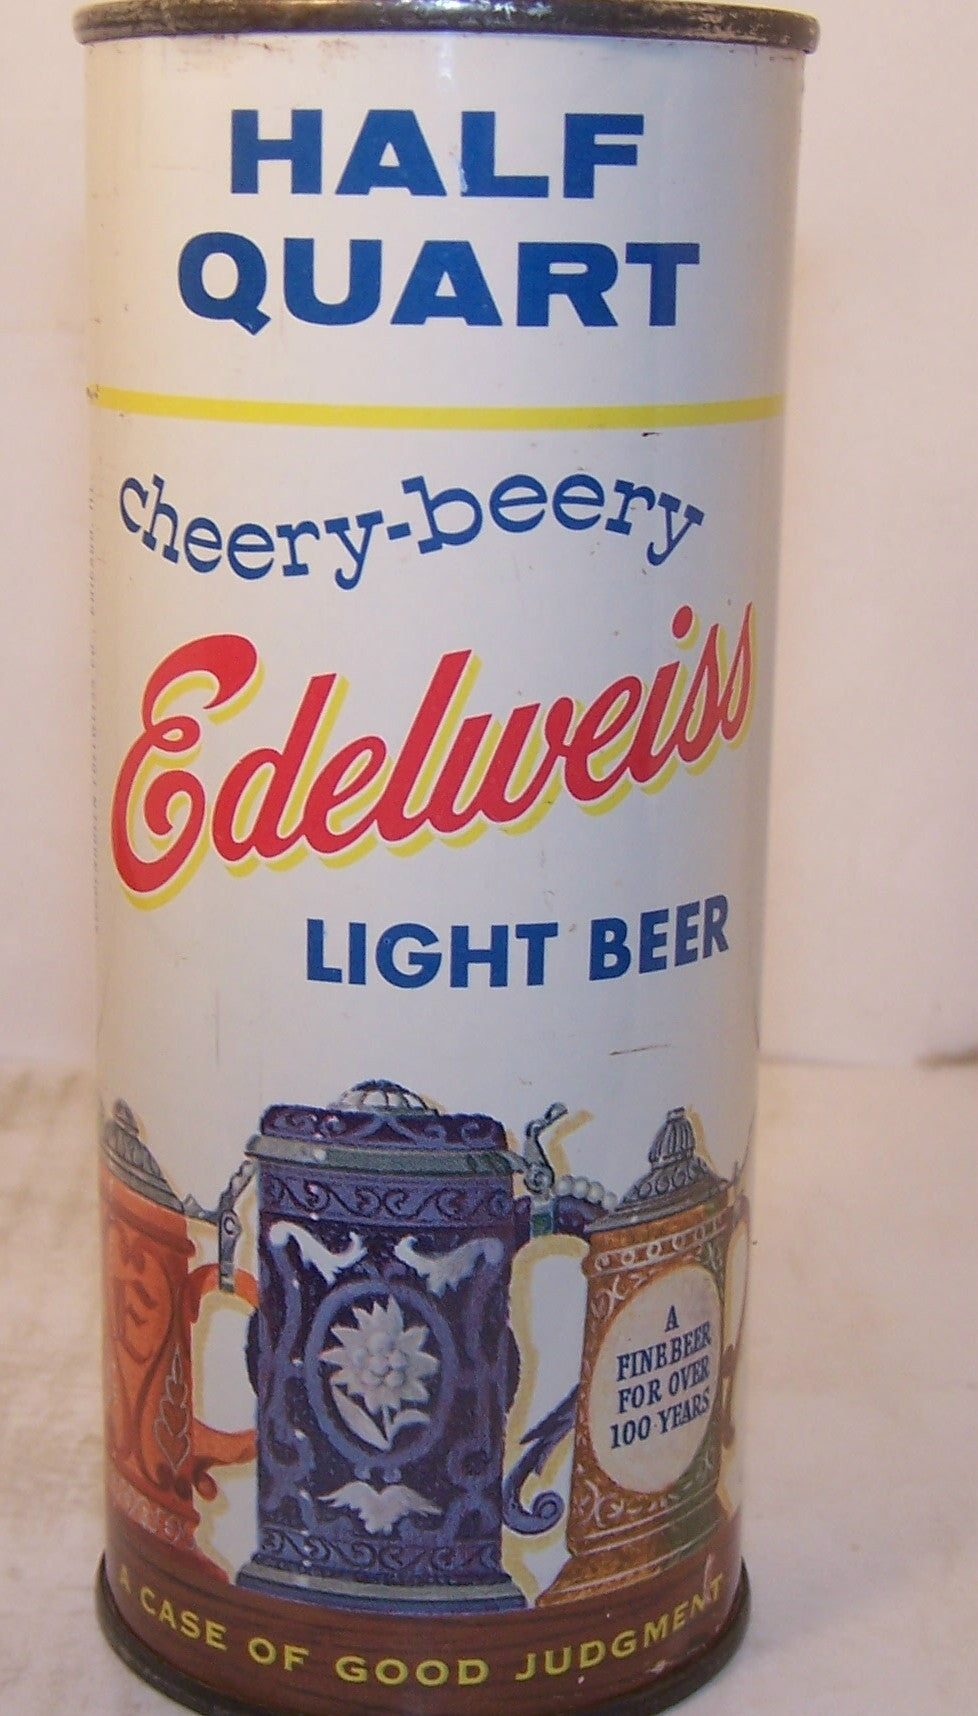 HALF
QUART
cheery-beery
Edelweiss
LIGHT BEER
A
FINE BEER
FOR OVER
100 YEARS
A CASE OF GOOD JUDGMENT